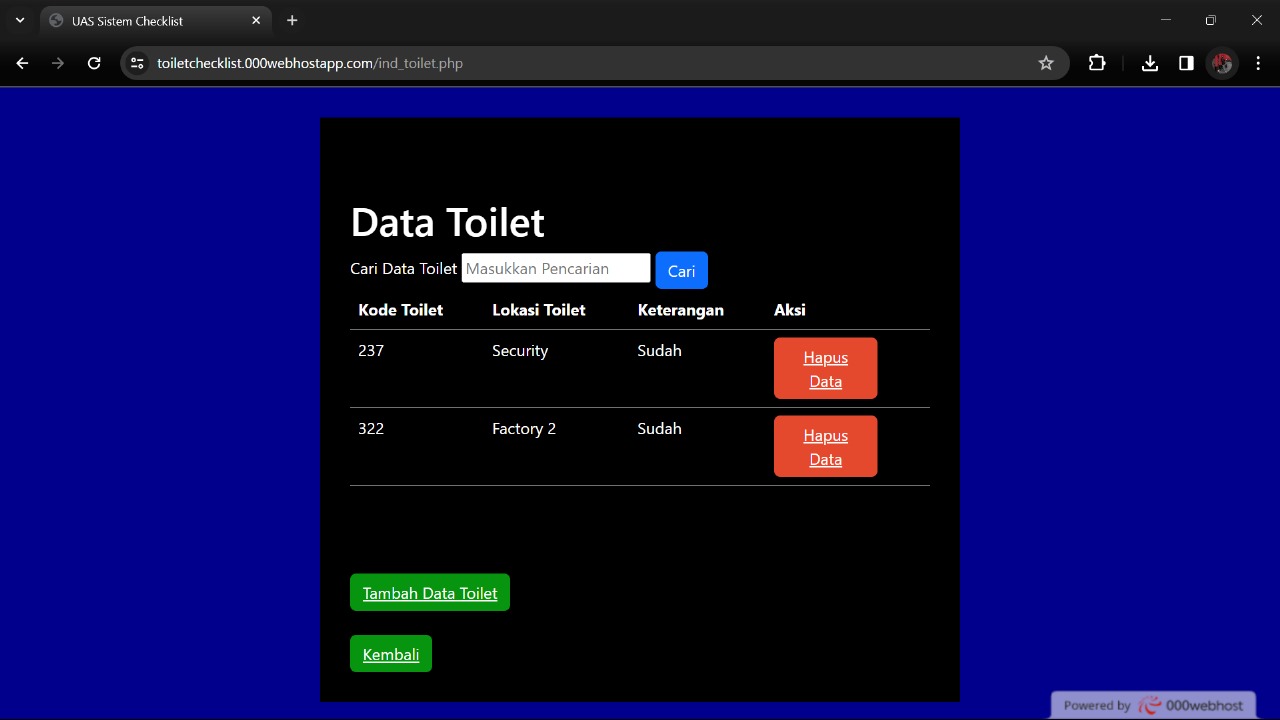 UAS Sistem Checklist
toiletchecklist.000webhostapp.com/ind_toilet.php
Data Toilet
Cari Data Toilet Masukkan Pencarian Cari
Kode Toilet Lokasi Toilet Keterangan Aksi
237 Security Sudah Hapus
Data
322 Factory 2 Sudah Hapus
Data
Tambah Data Toilet
Kembali
Powered by 000webhost